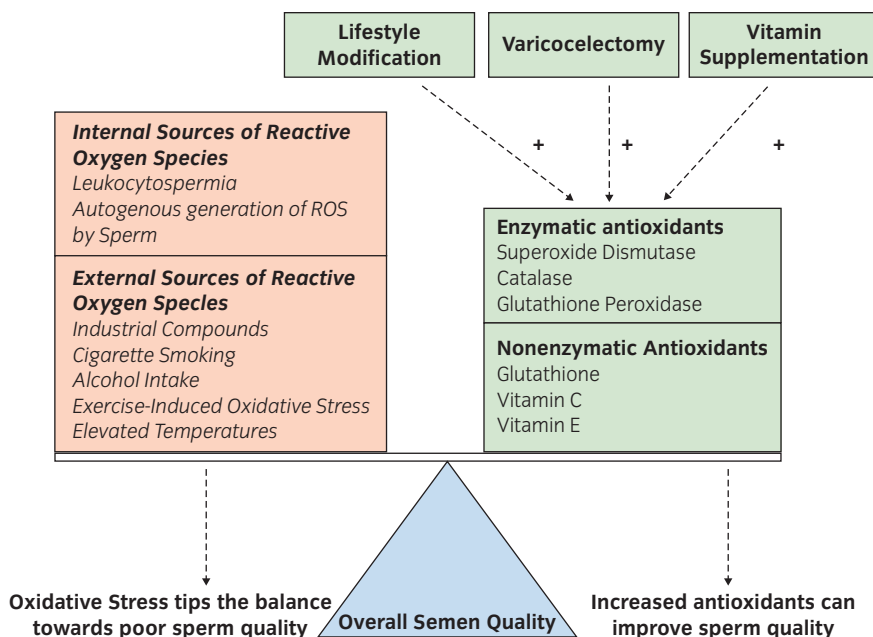 Lifestyle
Modification
Varicocelectomy
Vitamin
Supplementation
+
+
+
Internal Sources of Reactive
Oxygen Species
Leukocytospermia
Autogenous generation of ROS
by Sperm
External Sources of Reactive
Oxygen Specles
Industrial Compounds
Cigarette Smoking
Alcohol Intake
Exercise-Induced Oxidative Stress
Elevated Temperatures
Enzymatic antioxidants
Superoxide Dismutase
Catalase
Glutathione Peroxidase
Nonenzymatic Antioxidants
Glutathione
Vitamin C
Vitamin E
Oxidative Stress tips the balance
towards poor sperm quality
Overall Semen Quality
Increased antioxidants can
improve sperm quality